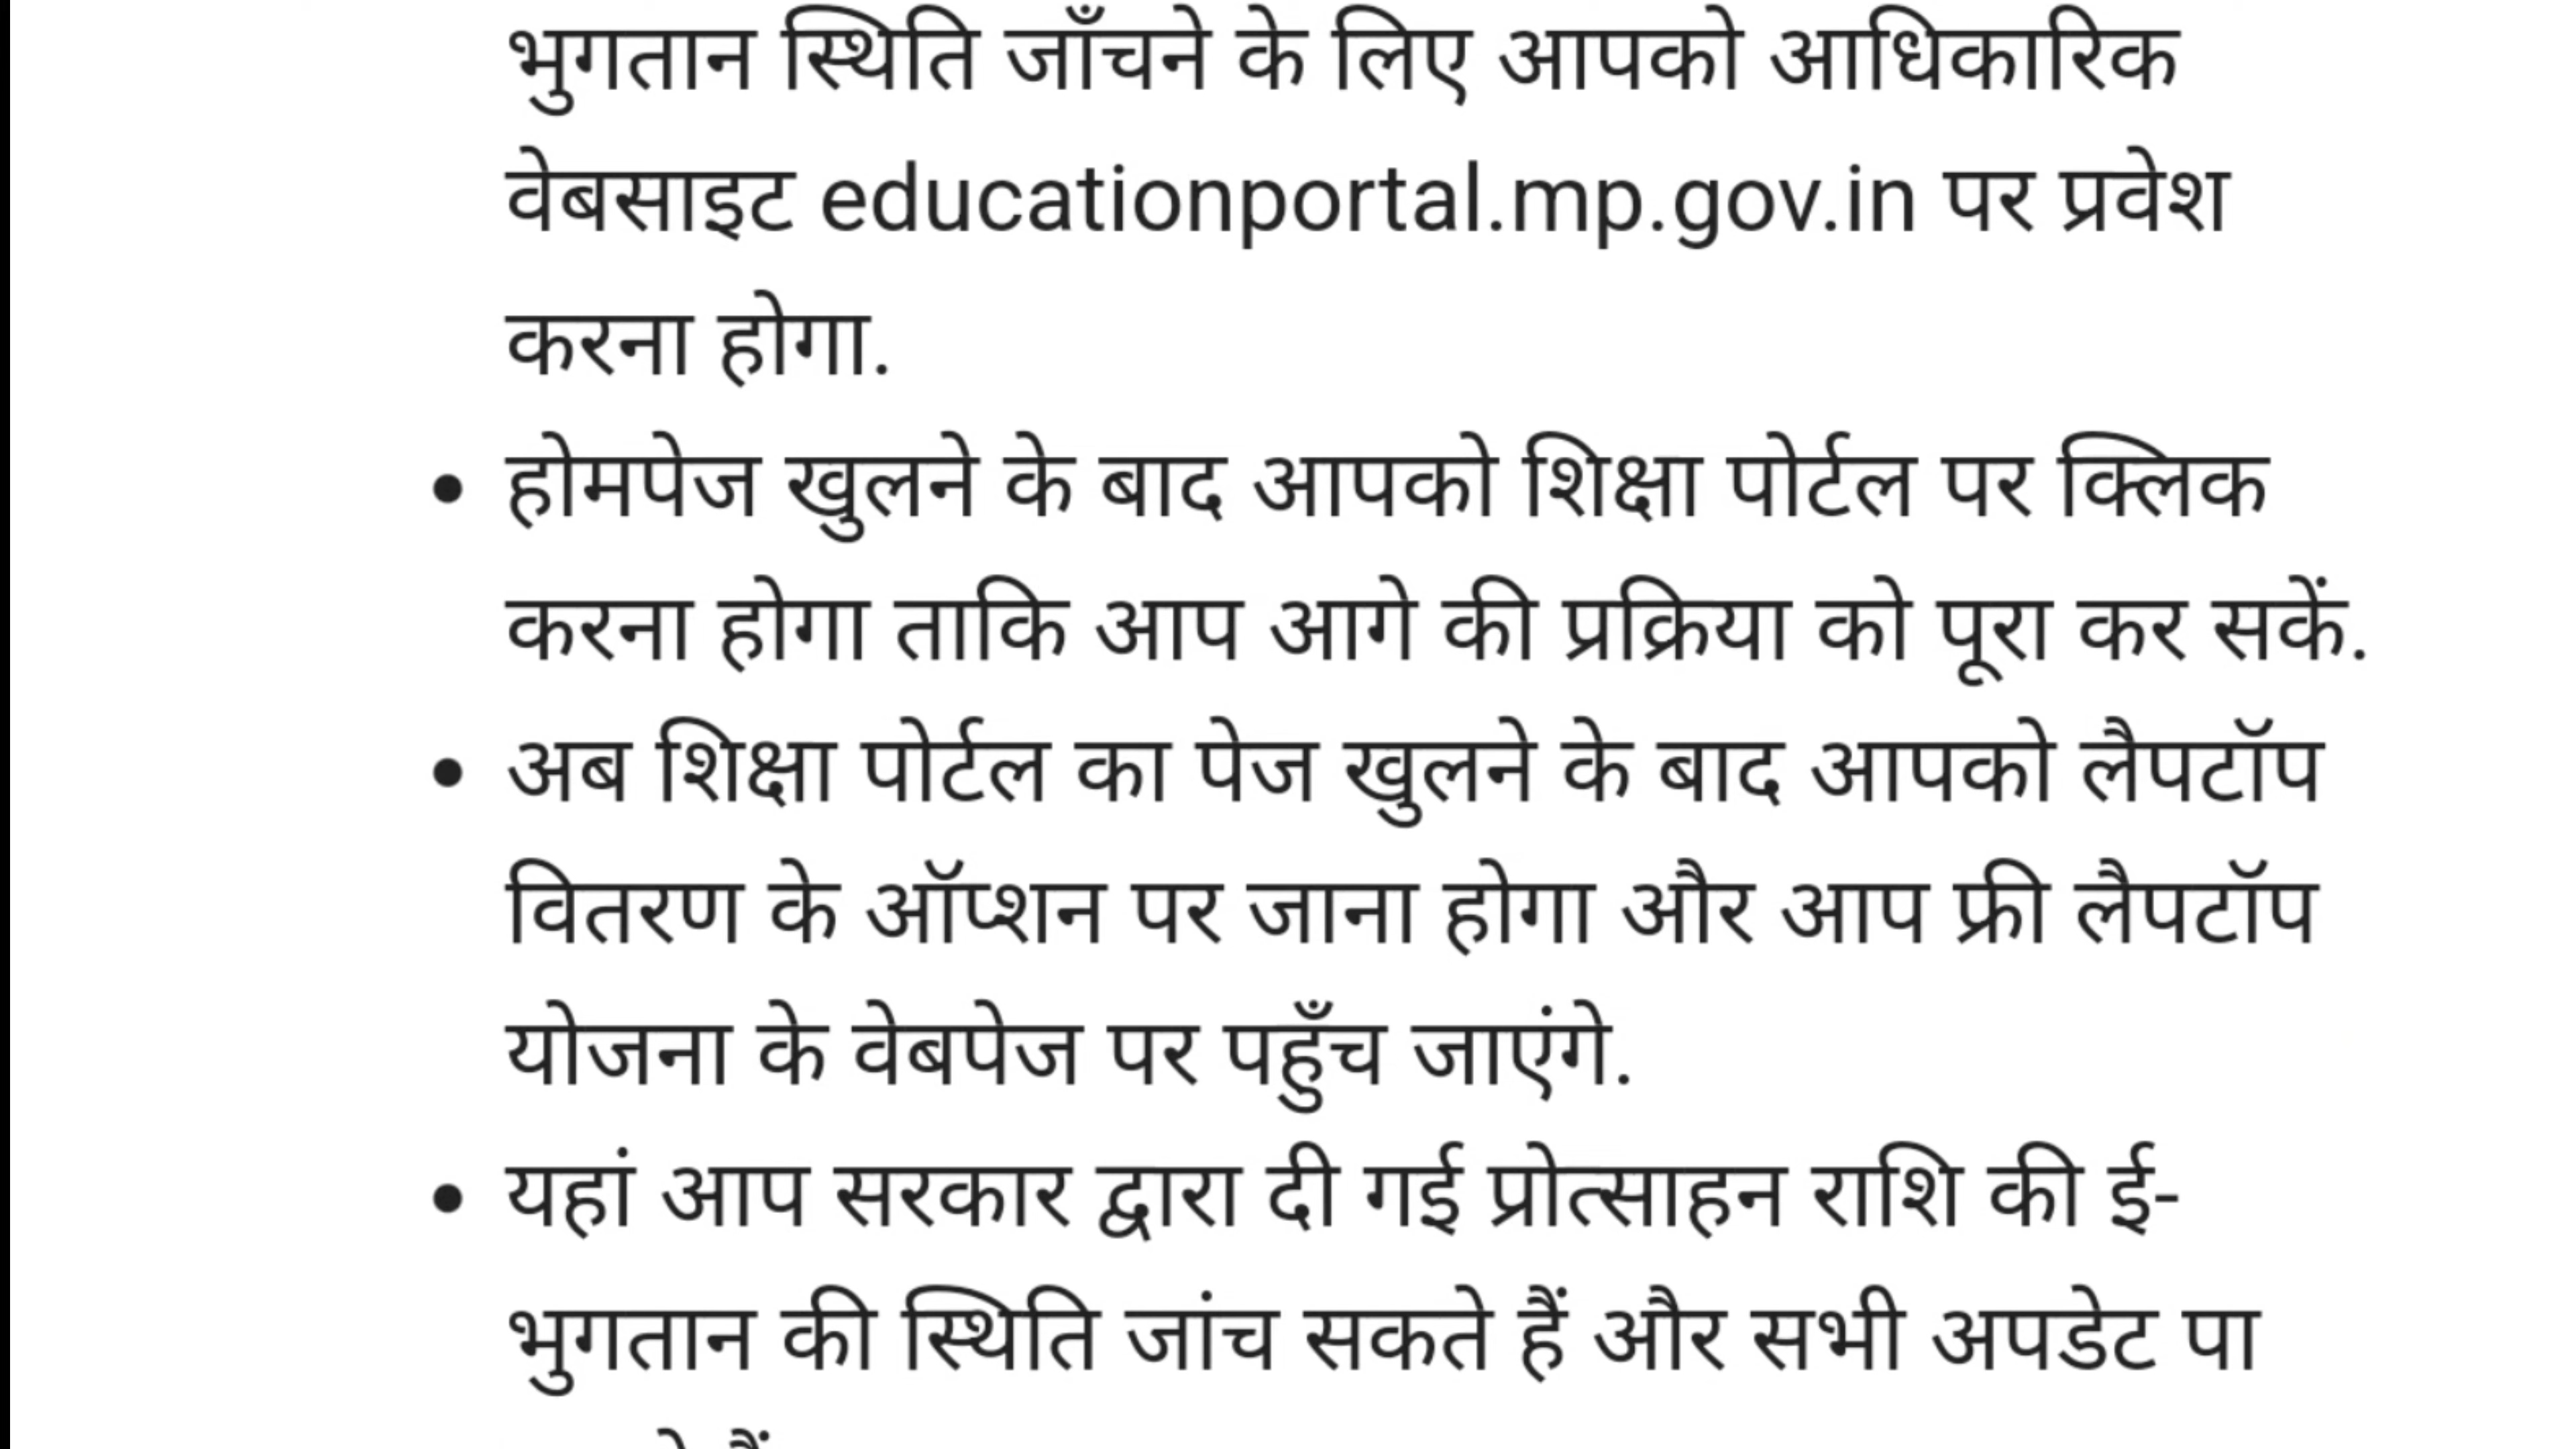 भुगतान स्थिति जाँचने के लिए आपको आधिकारिक
वेबसाइट educationportal.mp.gov.in पर प्रवेश
करना होगा.
• होमपेज खुलने के बाद आपको शिक्षा पोर्टल पर क्लिक
करना होगा ताकि आप आगे की प्रक्रिया को पूरा कर सकें.
• अब शिक्षा पोर्टल का पेज खुलने के बाद आपको लैपटॉप
वितरण के ऑप्शन पर जाना होगा और आप फ्री लैपटॉप
योजना के वेबपेज पर पहुँच जाएंगे.
• यहां आप सरकार द्वारा दी गई प्रोत्साहन राशि की ई-
भुगतान की स्थिति जांच सकते हैं और सभी अपडेट पा